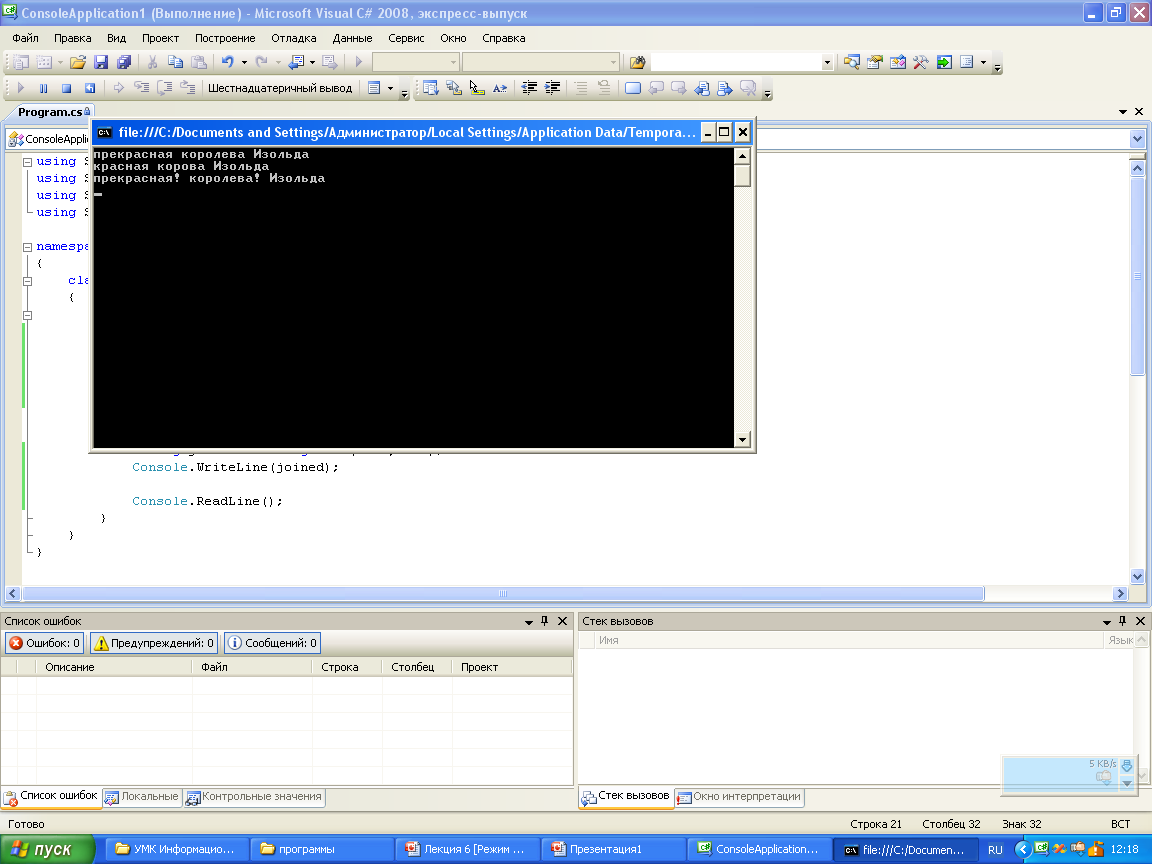 ConsoleApplication1 (Выполнение) - Microsoft Visual C# 2008, экспресс-выпуск
Файл Правка Вид Проект Построение Отладка Данные Сервис Окно Справка
Шестнадцатеричный вывод
Program.cs
ConsoleAppli
file:///C:/Documents and Settings/Администратор/Local Settings/Application Data/Tempora...
прекрасная королева Изольда
красная корова Изольда
прекрасная! королева! Изольда
using S
using S
using S
using S
namespa
{
cla
{
Console.WriteLine(joined);
Console.ReadLine();
}
}
}
Список ошибок
Ошибок: 0 Предупреждений: 0 Сообщений: 0
Описание Файл Строка Столбец Проект
Стек вызовов
Имя Язык
5 KB/s
Список ошибок Локальные Контрольные значения
Стек вызовов Окно интерпретации
Готово Строка 21 Столбец 32 Знак 32 ВСТ
пуск УМК Информацио... программы Лекция 6 [Режим ... Презентация1 ConsoleApplication... file:///C:/Documen... RU 12:18